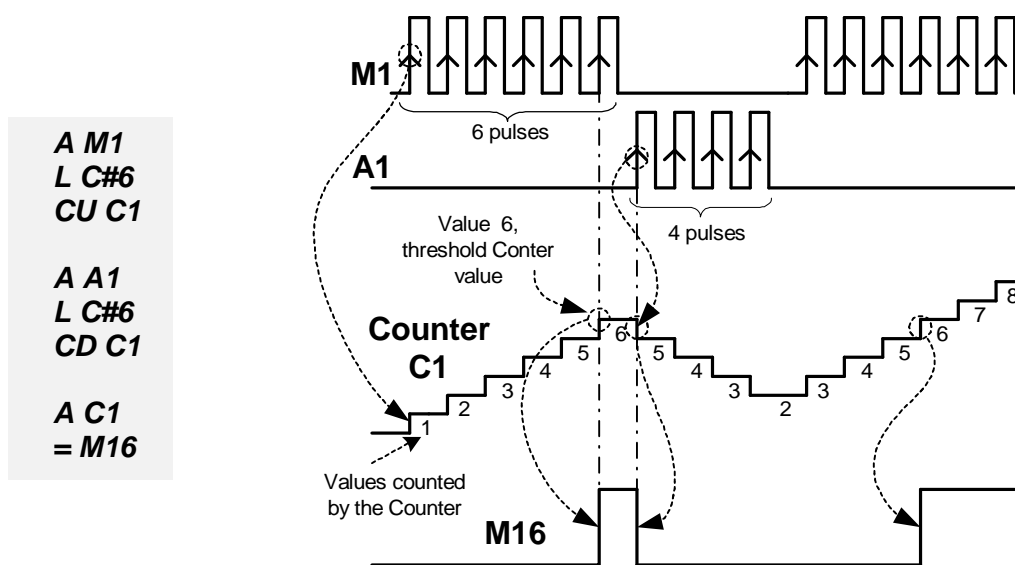 A M1
L C#6
CU C1
A A1
L C#6
CD C1
A C1
= M16
M1
6 pulses
A1
4 pulses
Value 6,
threshold Conter
value
Counter
C1
1
2
3
4
5
6
5
4
3
2
3
4
5
6
7
8
Values counted
by the Counter
M16